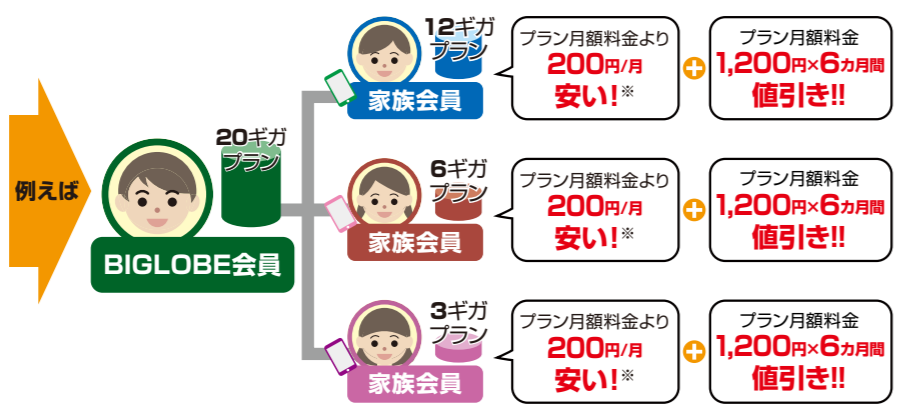 例えば
20ギガ
プラン
BIGLOBE会員
12ギガ
プラン
家族会員
プラン月額料金より
200円/月
安い!※
+
プラン月額料金
1,200円×6カ月間
値引き!!
6ギガ
プラン
家族会員
プラン月額料金より
200円/月
安い!※
+
プラン月額料金
1,200円×6カ月間
値引き!!
3ギガ
プラン
家族会員
プラン月額料金より
200円/月
安い!※
+
プラン月額料金
1,200円×6カ月間
値引き!!